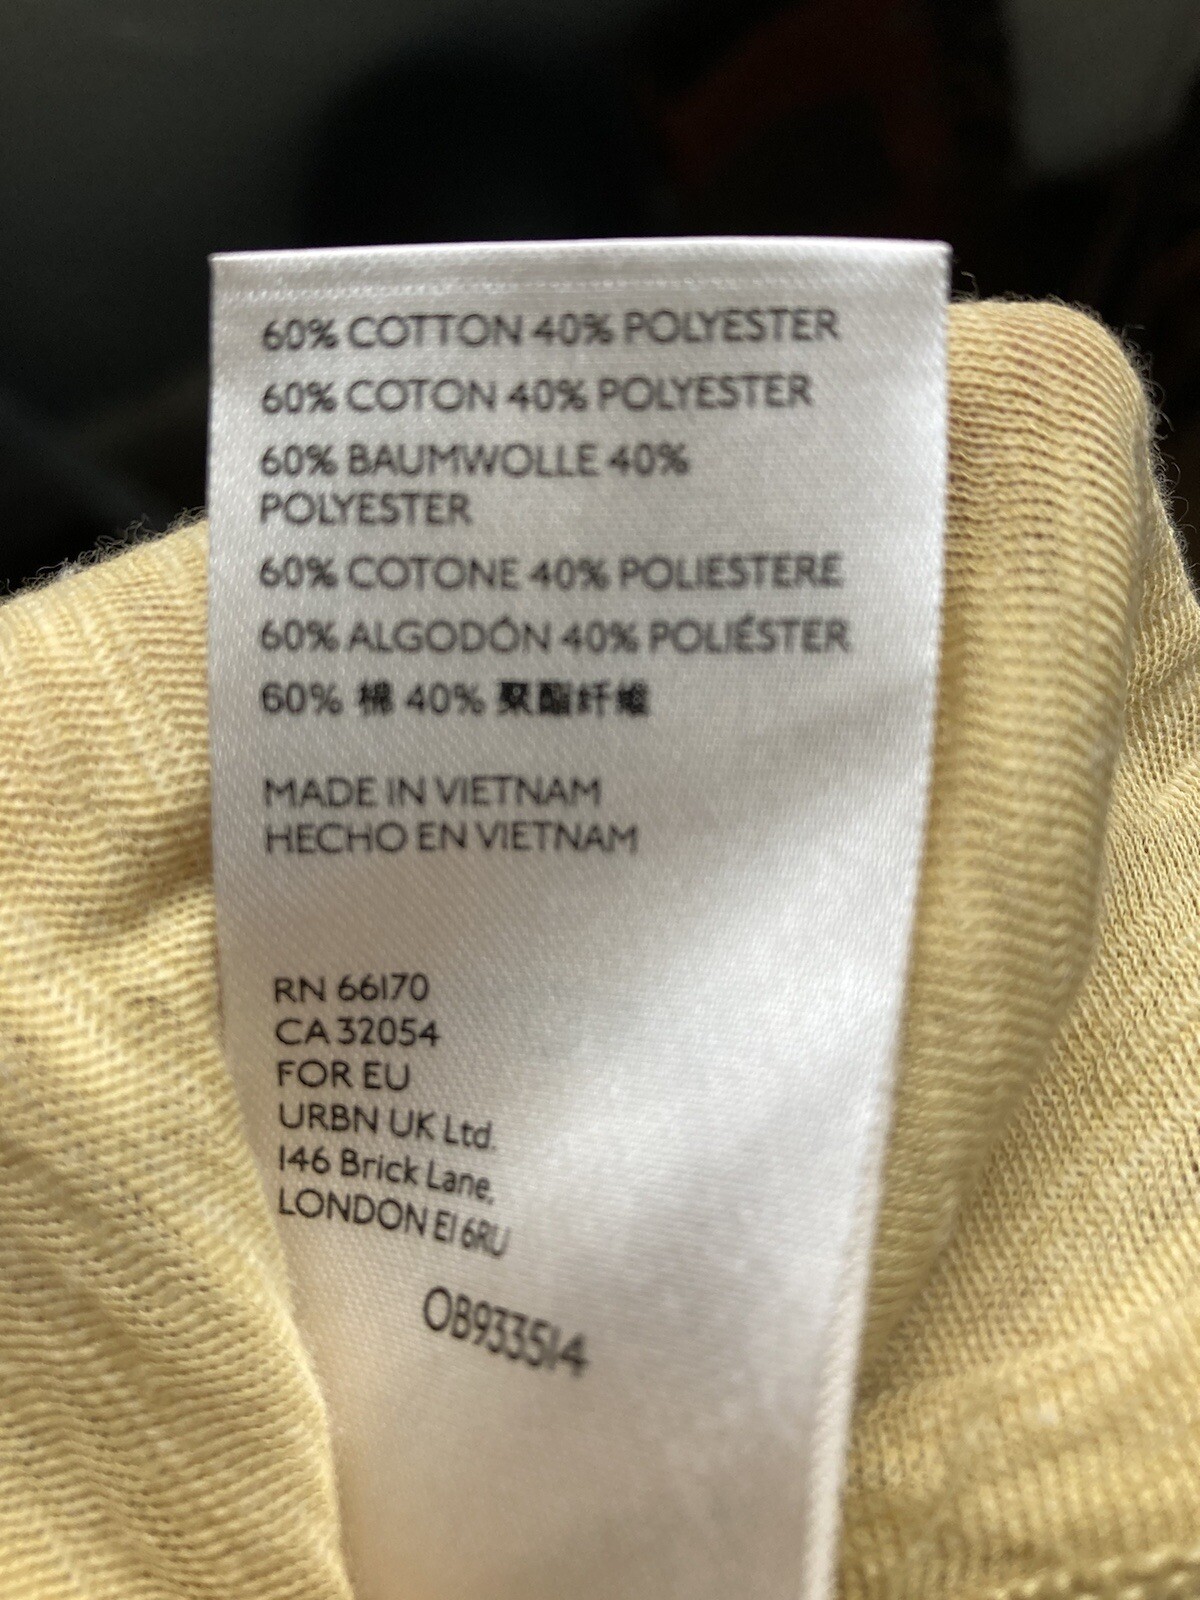 60% COTTON 40% POLYESTER
60% COTON 40% POLYESTER
60% BAUMWOLLE 40%
POLYESTER
60% COTONE 40% POLIESTERE
60% ALGODÓN 40% POLIÉSTER
60% 棉 40% 聚酯纤维
MADE IN VIETNAM
HECHO EN VIETNAM
RN 66170
CA 32054
FOR EU
URBN UK Ltd.
146 Brick Lane,
LONDON E1 6RU
OB933514